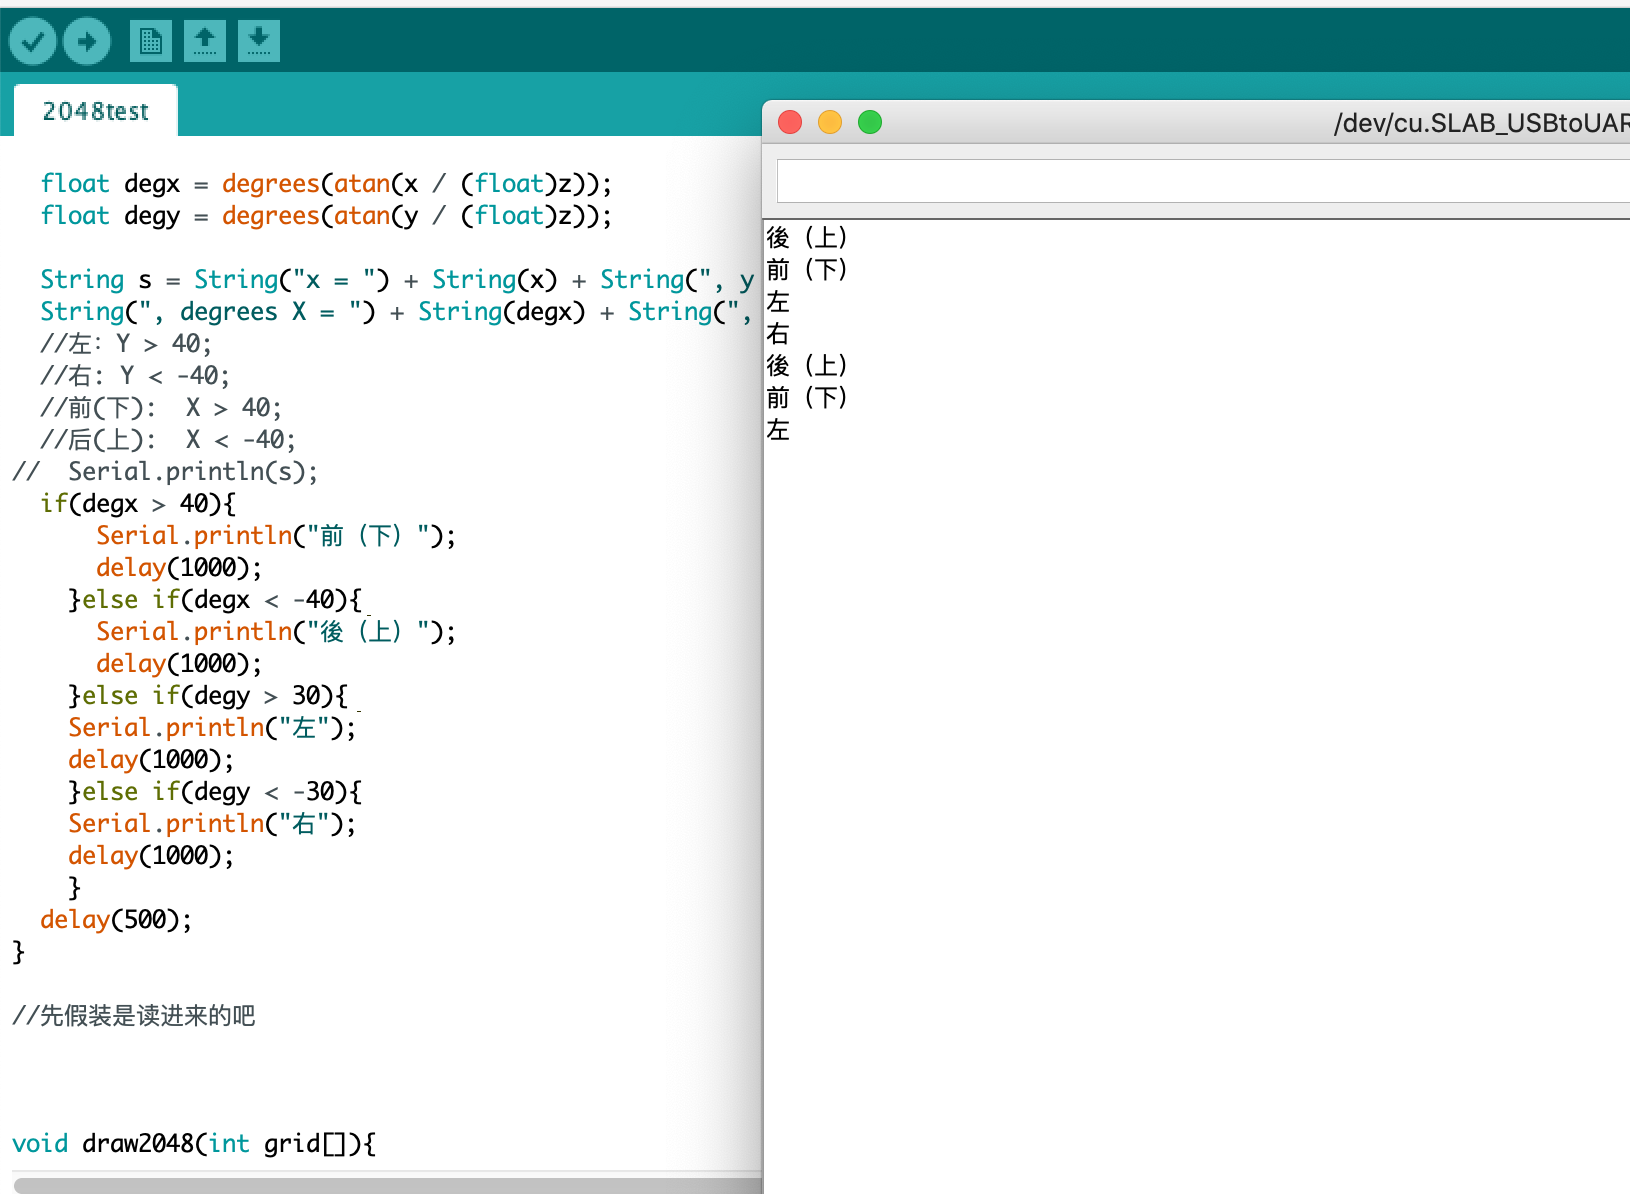 2048test
float degx = degrees(atan(x / (float)z));
float degy = degrees(atan(y / (float)z));
String s = String("x = ") + String(x) + String(", y
String(", degrees X = ") + String(degx) + String(",
//左: Y > 40;
//右: Y < -40;
//前(下):  X > 40;
//后(上):  X < -40;
//  Serial.println(s);
if(degx > 40){
Serial.println("前（下）");
delay(1000);
}else if(degx < -40){
Serial.println("後（上）");
delay(1000);
}else if(degy > 30){
Serial.println("左");
delay(1000);
}else if(degy < -30){
Serial.println("右");
delay(1000);
}
delay(500);
}
//先假装是读进来的吧
void draw2048(int grid[]){
/dev/cu.SLAB_USBtoUAR
後（上）
前（下）
左
右
後（上）
前（下）
左